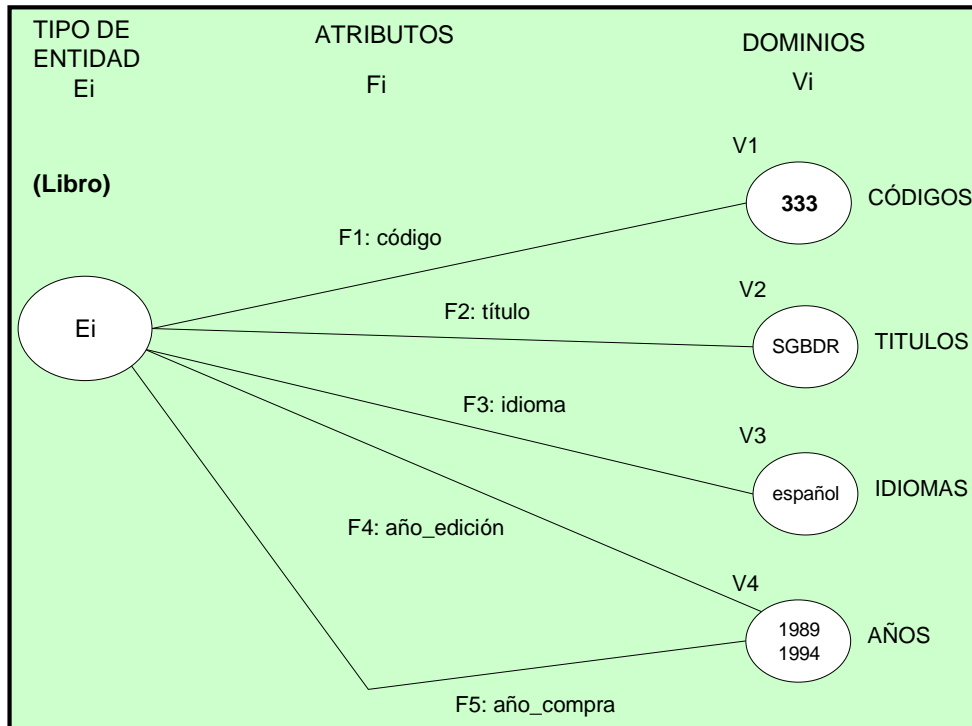 TIPO DE
ENTIDAD
Ei
ATRIBUTOS
Fi
DOMINIOS
Vi
(Libro)
V1
333
CÓDIGOS
F1: código
V2
Ei
F2: título
SGBDR
TITULOS
F3: idioma
V3
español
IDIOMAS
F4: año_edición
V4
1989
1994
AÑOS
F5: año_compra